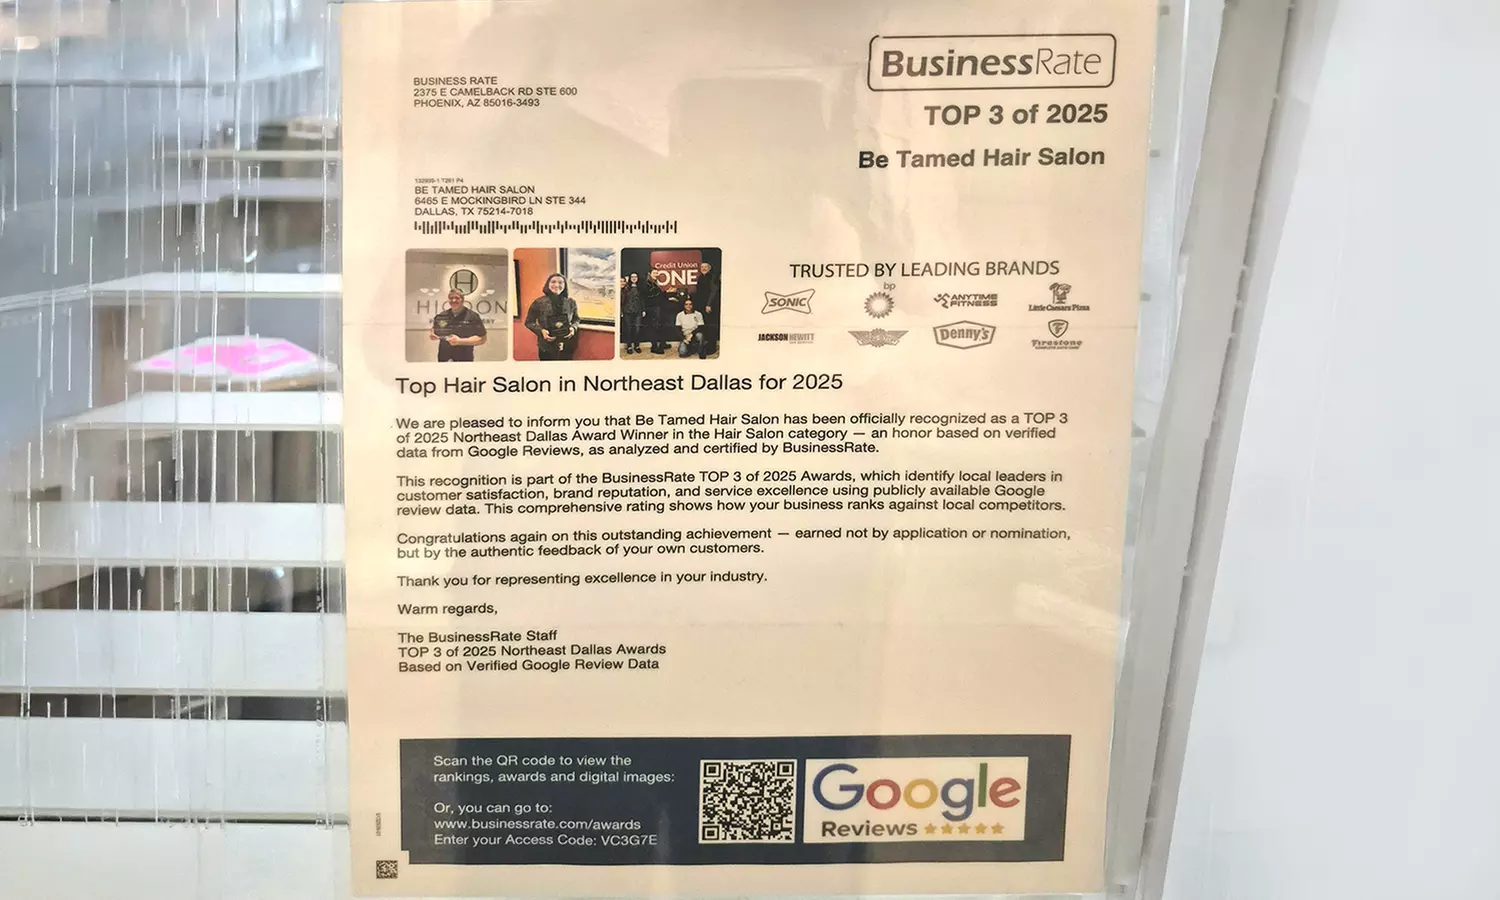 BusinessRate
TOP 3 of 2025
Be Tamed Hair Salon
BUSINESS RATE
2375 E CAMELBACK RD STE 600
PHOENIX, AZ 85016-3493
BE TAMED HAIR SALON
6465 E MOCKINGBIRD LN STE 344
DALLAS, TX 75214-7018
Credit Union
ONE
TRUSTED BY LEADING BRANDS
SONIC
bp
ANYTIME
FITNESS
Little Caesars Pizza
JACKSON HEWITT
Denny's
Firestone
Top Hair Salon in Northeast Dallas for 2025
We are pleased to inform you that Be Tamed Hair Salon has been officially recognized as a TOP 3
of 2025 Northeast Dallas Award Winner in the Hair Salon category — an honor based on verified
data from Google Reviews, as analyzed and certified by BusinessRate.
This recognition is part of the BusinessRate TOP 3 of 2025 Awards, which identify local leaders in
customer satisfaction, brand reputation, and service excellence using publicly available Google
review data. This comprehensive rating shows how your business ranks against local competitors.
Congratulations again on this outstanding achievement — earned not by application or nomination,
but by the authentic feedback of your own customers.
Thank you for representing excellence in your industry.
Warm regards,
The BusinessRate Staff
TOP 3 of 2025 Northeast Dallas Awards
Based on Verified Google Review Data
Scan the QR code to view the
rankings, awards and digital images:
Or, you can go to:
www.businessrate.com/awards
Enter your Access Code: VC3G7E
Google
Reviews